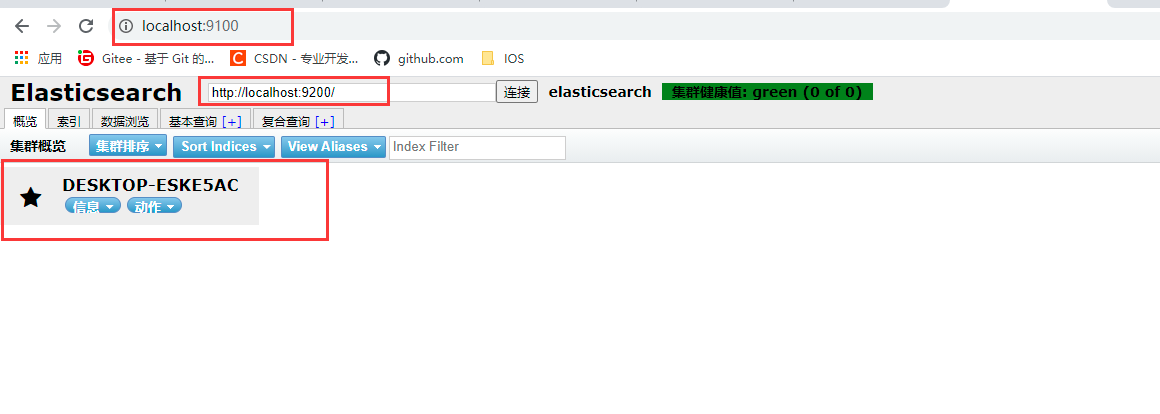 localhost:9100
应用 Gitee - 基于 Git 的... CSDN - 专业开发... github.com IOS
Elasticsearch http://localhost:9200/ 连接 elasticsearch 集群健康值: green (0 of 0)
概览 索引 数据浏览 基本查询 [+] 复合查询 [+]
集群概览 集群排序 Sort Indices View Aliases Index Filter
DESKTOP-ESKE5AC
信息 动作